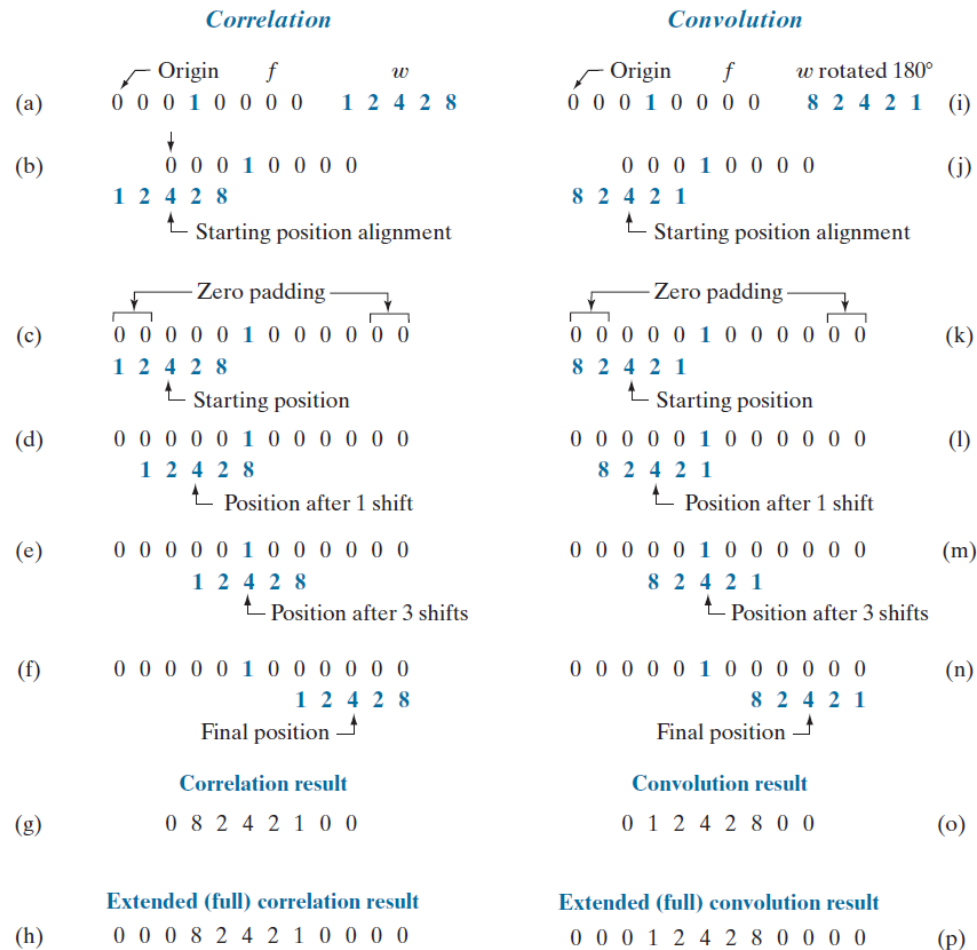 Correlation Convolution
Origin f w Origin f w rotated 180°
(a) 0 0 0 1 0 0 0 0 1 2 4 2 8 0 0 0 1 0 0 0 0 8 2 4 2 1 (i)
(b) 0 0 0 1 0 0 0 0 0 0 0 1 0 0 0 0 (j)
1 2 4 2 8 8 2 4 2 1
Starting position alignment Starting position alignment
Zero padding Zero padding
(c) 0 0 0 0 0 1 0 0 0 0 0 0 0 0 0 0 0 1 0 0 0 0 0 0 (k)
1 2 4 2 8 8 2 4 2 1
Starting position Starting position
(d) 0 0 0 0 0 1 0 0 0 0 0 0 0 0 0 0 0 1 0 0 0 0 0 0 (l)
1 2 4 2 8 8 2 4 2 1
Position after 1 shift Position after 1 shift
(e) 0 0 0 0 0 1 0 0 0 0 0 0 0 0 0 0 0 1 0 0 0 0 0 0 (m)
1 2 4 2 8 8 2 4 2 1
Position after 3 shifts Position after 3 shifts
(f) 0 0 0 0 0 1 0 0 0 0 0 0 0 0 0 0 0 1 0 0 0 0 0 0 (n)
1 2 4 2 8 8 2 4 2 1
Final position Final position
Correlation result Convolution result
(g) 0 8 2 4 2 1 0 0 0 1 2 4 2 8 0 0 (o)
Extended (full) correlation result Extended (full) convolution result
(h) 0 0 0 8 2 4 2 1 0 0 0 0 0 0 0 1 2 4 2 8 0 0 0 0 (p)